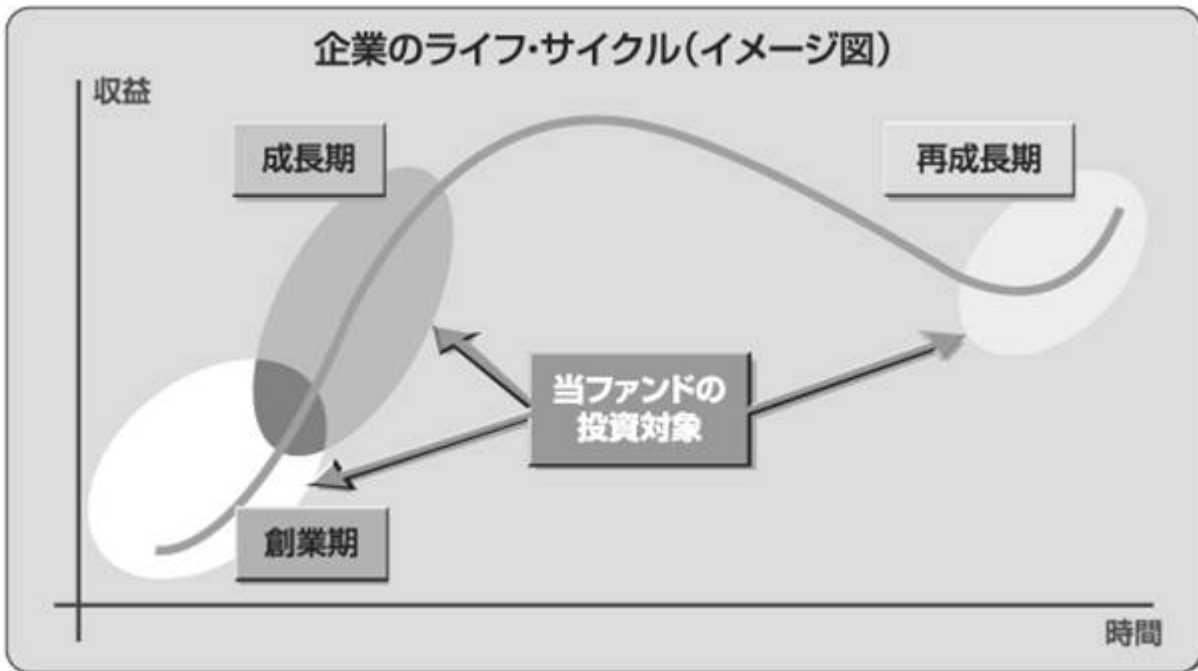 企業のライフ・サイクル(イメージ図)
収益
成長期
再成長期
当ファンドの
投資対象
創業期
時間